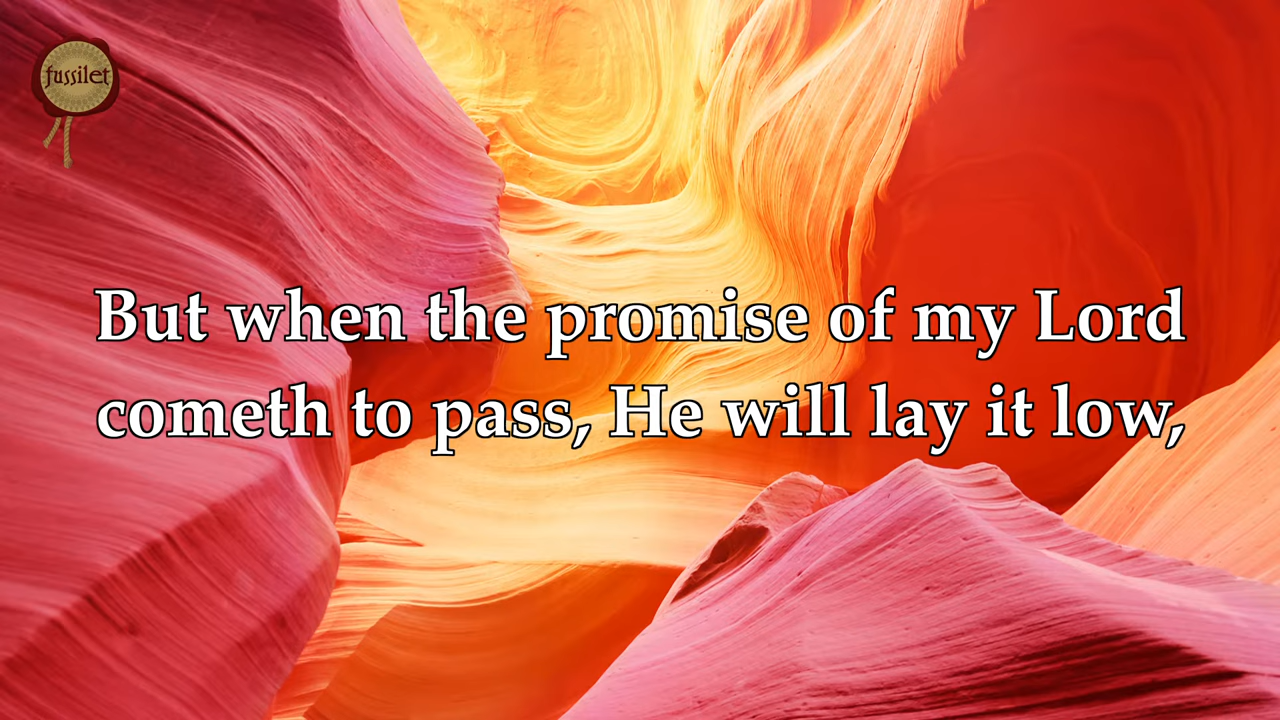 fussilet
But when the promise of my Lord
cometh to pass, He will lay it low,